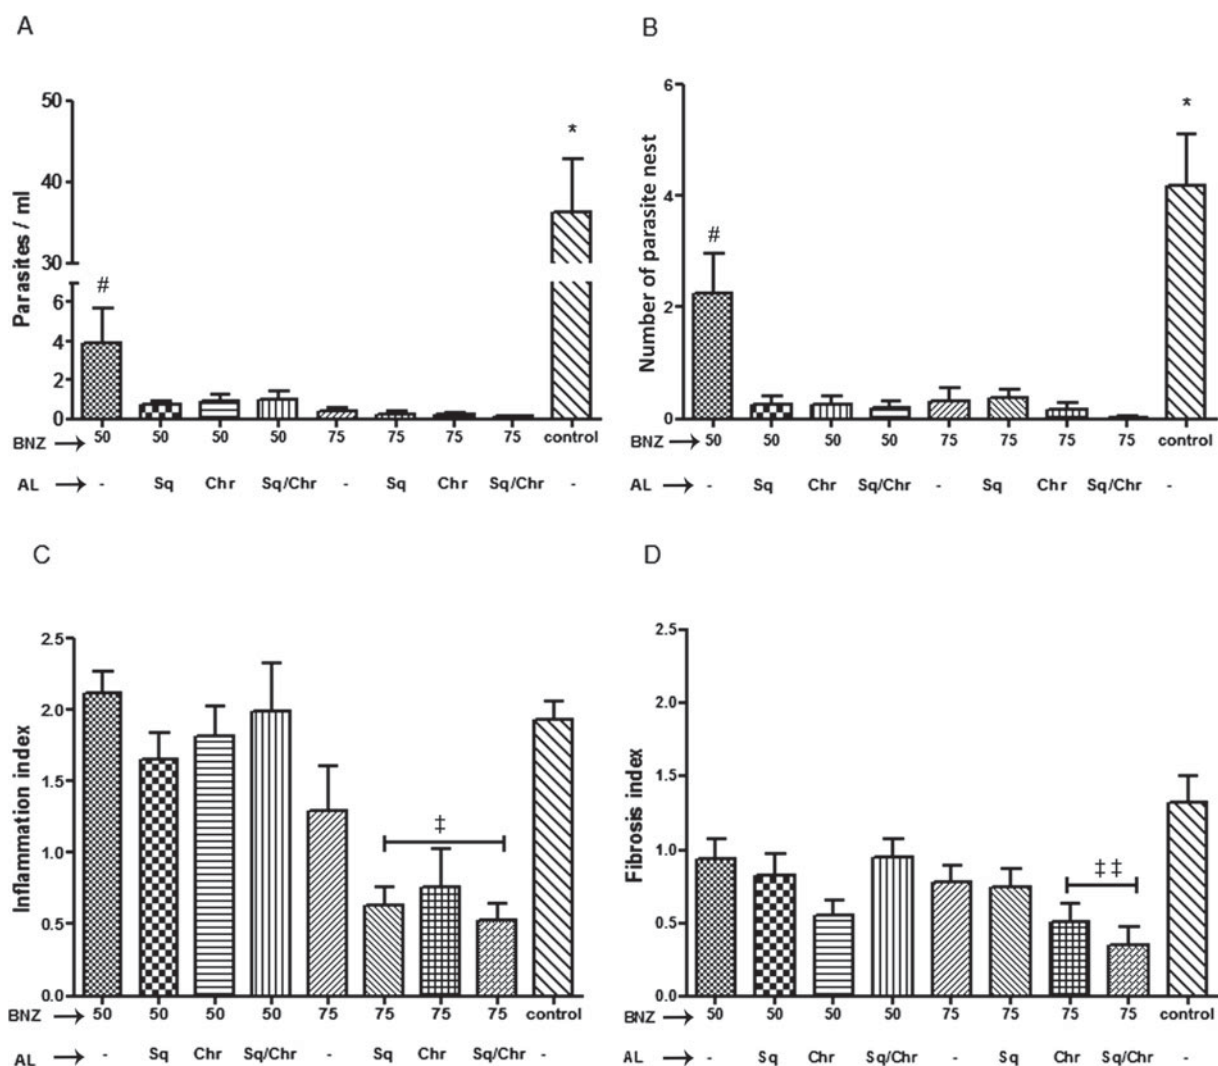 A
Parasites / ml
50
40
30
6
4
2
0
#
*
BNZ → 50 50 50 50 75 75 75 75 control
AL → - Sq Chr Sq/Chr - Sq Chr Sq/Chr -
B
Number of parasite nest
6
4
2
0
#
*
BNZ → 50 50 50 50 75 75 75 75 control
AL → - Sq Chr Sq/Chr - Sq Chr Sq/Chr -
C
Inflammation index
2.5
2.0
1.5
1.0
0.5
0.0
‡
BNZ → 50 50 50 50 75 75 75 75 control
AL → - Sq Chr Sq/Chr - Sq Chr Sq/Chr -
D
Fibrosis index
2.5
2.0
1.5
1.0
0.5
0.0
‡ ‡
BNZ → 50 50 50 50 75 75 75 75 control
AL → - Sq Chr Sq/Chr - Sq Chr Sq/Chr -